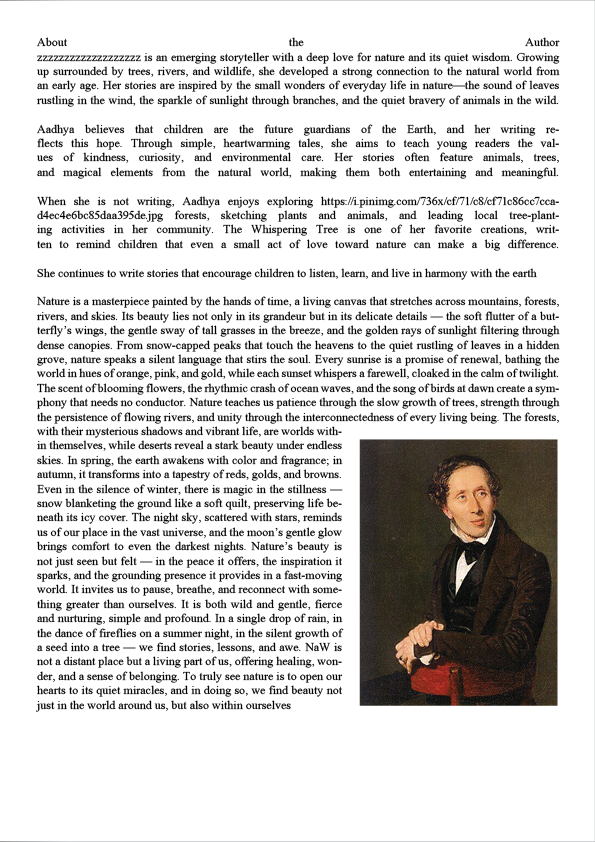 About the Author
zzzzzzzzzzzzzzzzzzz is an emerging storyteller with a deep love for nature and its quiet wisdom. Growing
up surrounded by trees, rivers, and wildlife, she developed a strong connection to the natural world from
an early age. Her stories are inspired by the small wonders of everyday life in nature—the sound of leaves
rustling in the wind, the sparkle of sunlight through branches, and the quiet bravery of animals in the wild.
Aadhya believes that children are the future guardians of the Earth, and her writing re-
flects this hope. Through simple, heartwarming tales, she aims to teach young readers the val-
ues of kindness, curiosity, and environmental care. Her stories often feature animals, trees,
and magical elements from the natural world, making them both entertaining and meaningful.
When she is not writing, Aadhya enjoys exploring https://i.pinimg.com/736x/cf/71/c8/cf71c86cc7cca-
d4ec4e6bc85daa395de.jpg forests, sketching plants and animals, and leading local tree-plant-
ing activities in her community. The Whispering Tree is one of her favorite creations, writ-
ten to remind children that even a small act of love toward nature can make a big difference.
She continues to write stories that encourage children to listen, learn, and live in harmony with the earth
Nature is a masterpiece painted by the hands of time, a living canvas that stretches across mountains, forests,
rivers, and skies. Its beauty lies not only in its grandeur but in its delicate details — the soft flutter of a but-
terfly's wings, the gentle sway of tall grasses in the breeze, and the golden rays of sunlight filtering through
dense canopies. From snow-capped peaks that touch the heavens to the quiet rustling of leaves in a hidden
grove, nature speaks a silent language that stirs the soul. Every sunrise is a promise of renewal, bathing the
world in hues of orange, pink, and gold, while each sunset whispers a farewell, cloaked in the calm of twilight.
The scent of blooming flowers, the rhythmic crash of ocean waves, and the song of birds at dawn create a sym-
phony that needs no conductor. Nature teaches us patience through the slow growth of trees, strength through
the persistence of flowing rivers, and unity through the interconnectedness of every living being. The forests,
with their mysterious shadows and vibrant life, are worlds with-
in themselves, while deserts reveal a stark beauty under endless
skies. In spring, the earth awakens with color and fragrance; in
autumn, it transforms into a tapestry of reds, golds, and browns.
Even in the silence of winter, there is magic in the stillness —
snow blanketing the ground like a soft quilt, preserving life be-
neath its icy cover. The night sky, scattered with stars, reminds
us of our place in the vast universe, and the moon's gentle glow
brings comfort to even the darkest nights. Nature's beauty is
not just seen but felt — in the peace it offers, the inspiration it
sparks, and the grounding presence it provides in a fast-moving
world. It invites us to pause, breathe, and reconnect with some-
thing greater than ourselves. It is both wild and gentle, fierce
and nurturing, simple and profound. In a single drop of rain, in
the dance of fireflies on a summer night, in the silent growth of
a seed into a tree — we find stories, lessons, and awe. NaW is
not a distant place but a living part of us, offering healing, won-
der, and a sense of belonging. To truly see nature is to open our
hearts to its quiet miracles, and in doing so, we find beauty not
just in the world around us, but also within ourselves